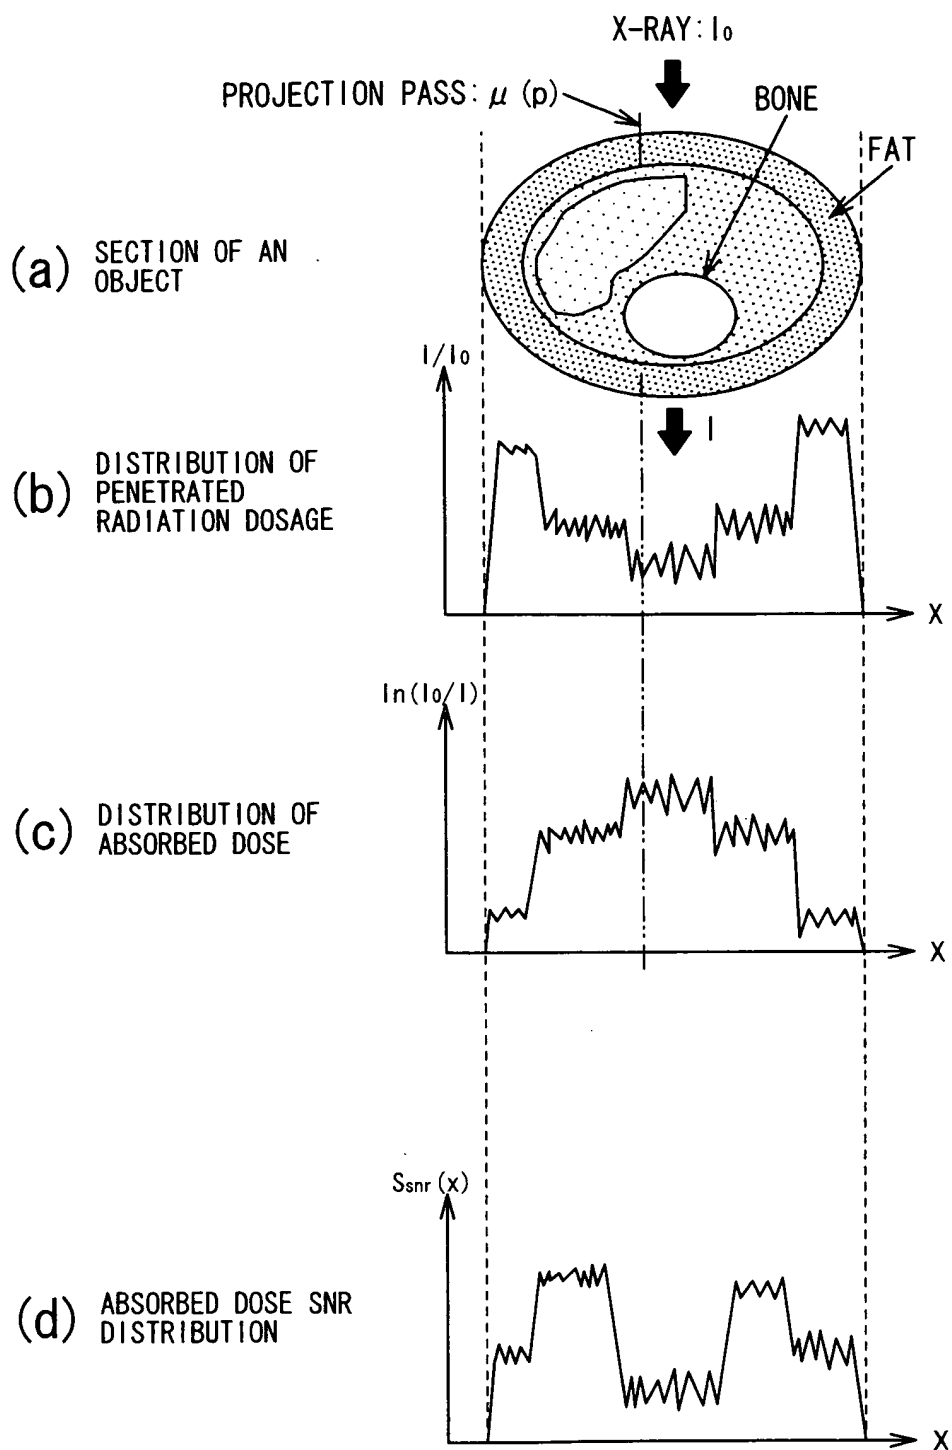 X-RAY: I₀
PROJECTION PASS: μ (p)
BONE
FAT
(a) SECTION OF AN
OBJECT
I/I₀
I
(b) DISTRIBUTION OF
PENETRATED
RADIATION DOSAGE
X
ln(I₀/I)
(c) DISTRIBUTION OF
ABSORBED DOSE
X
Ssnr(x)
(d) ABSORBED DOSE SNR
DISTRIBUTION
X